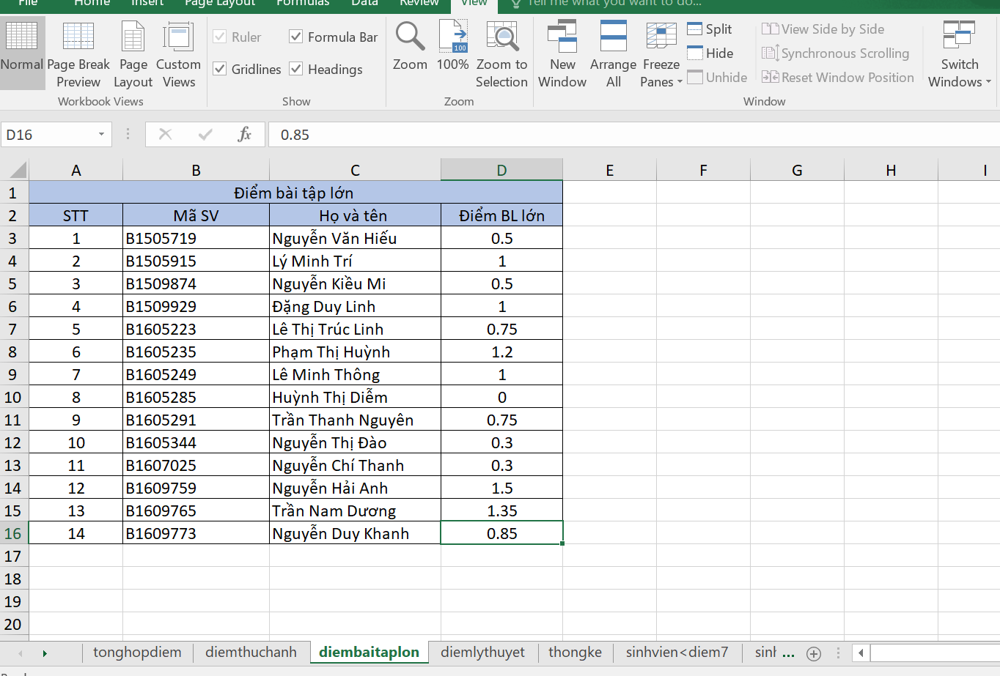 File Home Insert Page Layout Formulas Data Review View Tell me what you want to do...
Normal Page Break Preview Page Layout Custom Views
Workbook Views
Ruler Formula Bar
Gridlines Headings
Show
Zoom 100% Zoom to Selection
100
Zoom
New Window Arrange All Freeze Panes
Split
Hide
Unhide
View Side by Side
Synchronous Scrolling
Reset Window Position
Switch Windows
Window
D16 fx 0.85
A B C D E F G H I
1 Điểm bài tập lớn
2 STT Mã SV Họ và tên Điểm BL lớn
3 1 B1505719 Nguyễn Văn Hiếu 0.5
4 2 B1505915 Lý Minh Trí 1
5 3 B1509874 Nguyễn Kiều Mi 0.5
6 4 B1509929 Đặng Duy Linh 1
7 5 B1605223 Lê Thị Trúc Linh 0.75
8 6 B1605235 Phạm Thị Huỳnh 1.2
9 7 B1605249 Lê Minh Thông 1
10 8 B1605285 Huỳnh Thị Diễm 0
11 9 B1605291 Trần Thanh Nguyên 0.75
12 10 B1605344 Nguyễn Thị Đào 0.3
13 11 B1607025 Nguyễn Chí Thanh 0.3
14 12 B1609759 Nguyễn Hải Anh 1.5
15 13 B1609765 Trần Nam Dương 1.35
16 14 B1609773 Nguyễn Duy Khanh 0.85
17
18
19
20
tonghopdiem diemthuchanh diembaitaplon diemlythuyet thongke sinhvien<diem7 ...